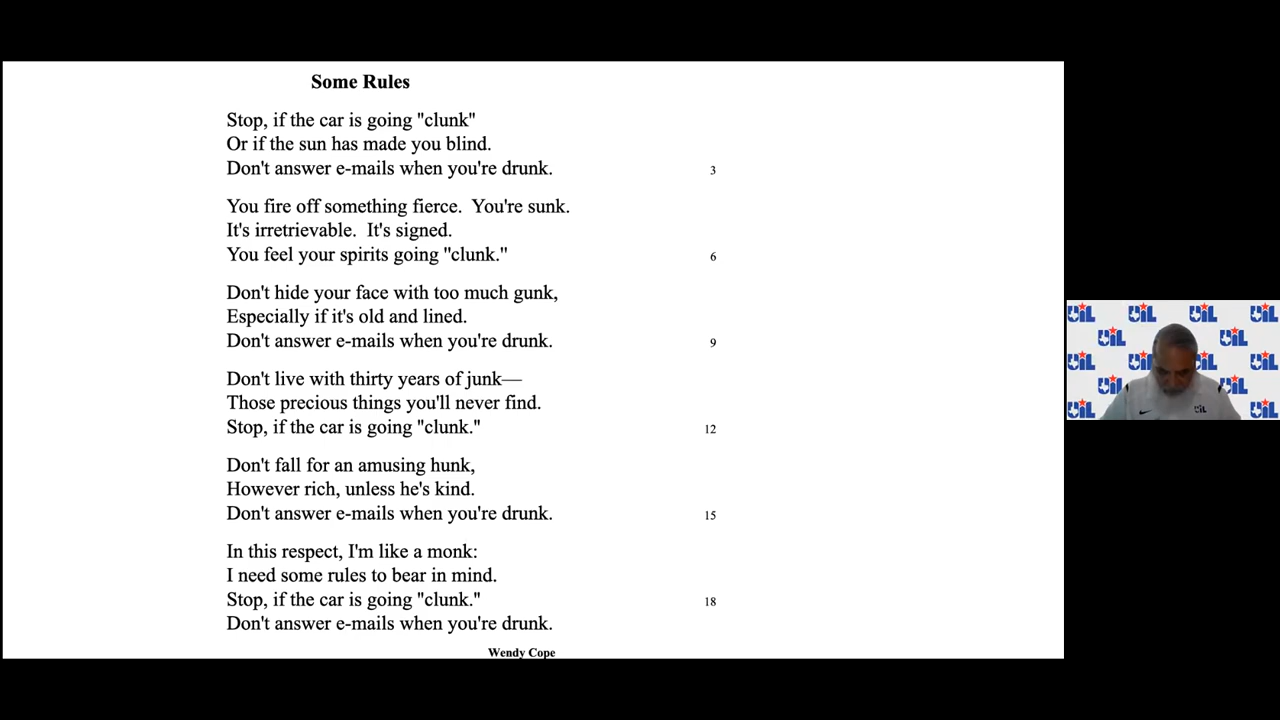 Some Rules
Stop, if the car is going "clunk"
Or if the sun has made you blind.
Don't answer e-mails when you're drunk.
3
You fire off something fierce.  You're sunk.
It's irretrievable.  It's signed.
You feel your spirits going "clunk."
6
Don't hide your face with too much gunk,
Especially if it's old and lined.
Don't answer e-mails when you're drunk.
9
Don't live with thirty years of junk—
Those precious things you'll never find.
Stop, if the car is going "clunk."
12
Don't fall for an amusing hunk,
However rich, unless he's kind.
Don't answer e-mails when you're drunk.
15
In this respect, I'm like a monk:
I need some rules to bear in mind.
Stop, if the car is going "clunk."
18
Don't answer e-mails when you're drunk.
Wendy Cope
UIL UIL UIL UIL
UIL UIL
UIL UIL UIL UIL
UIL UIL UIL
UIL UIL